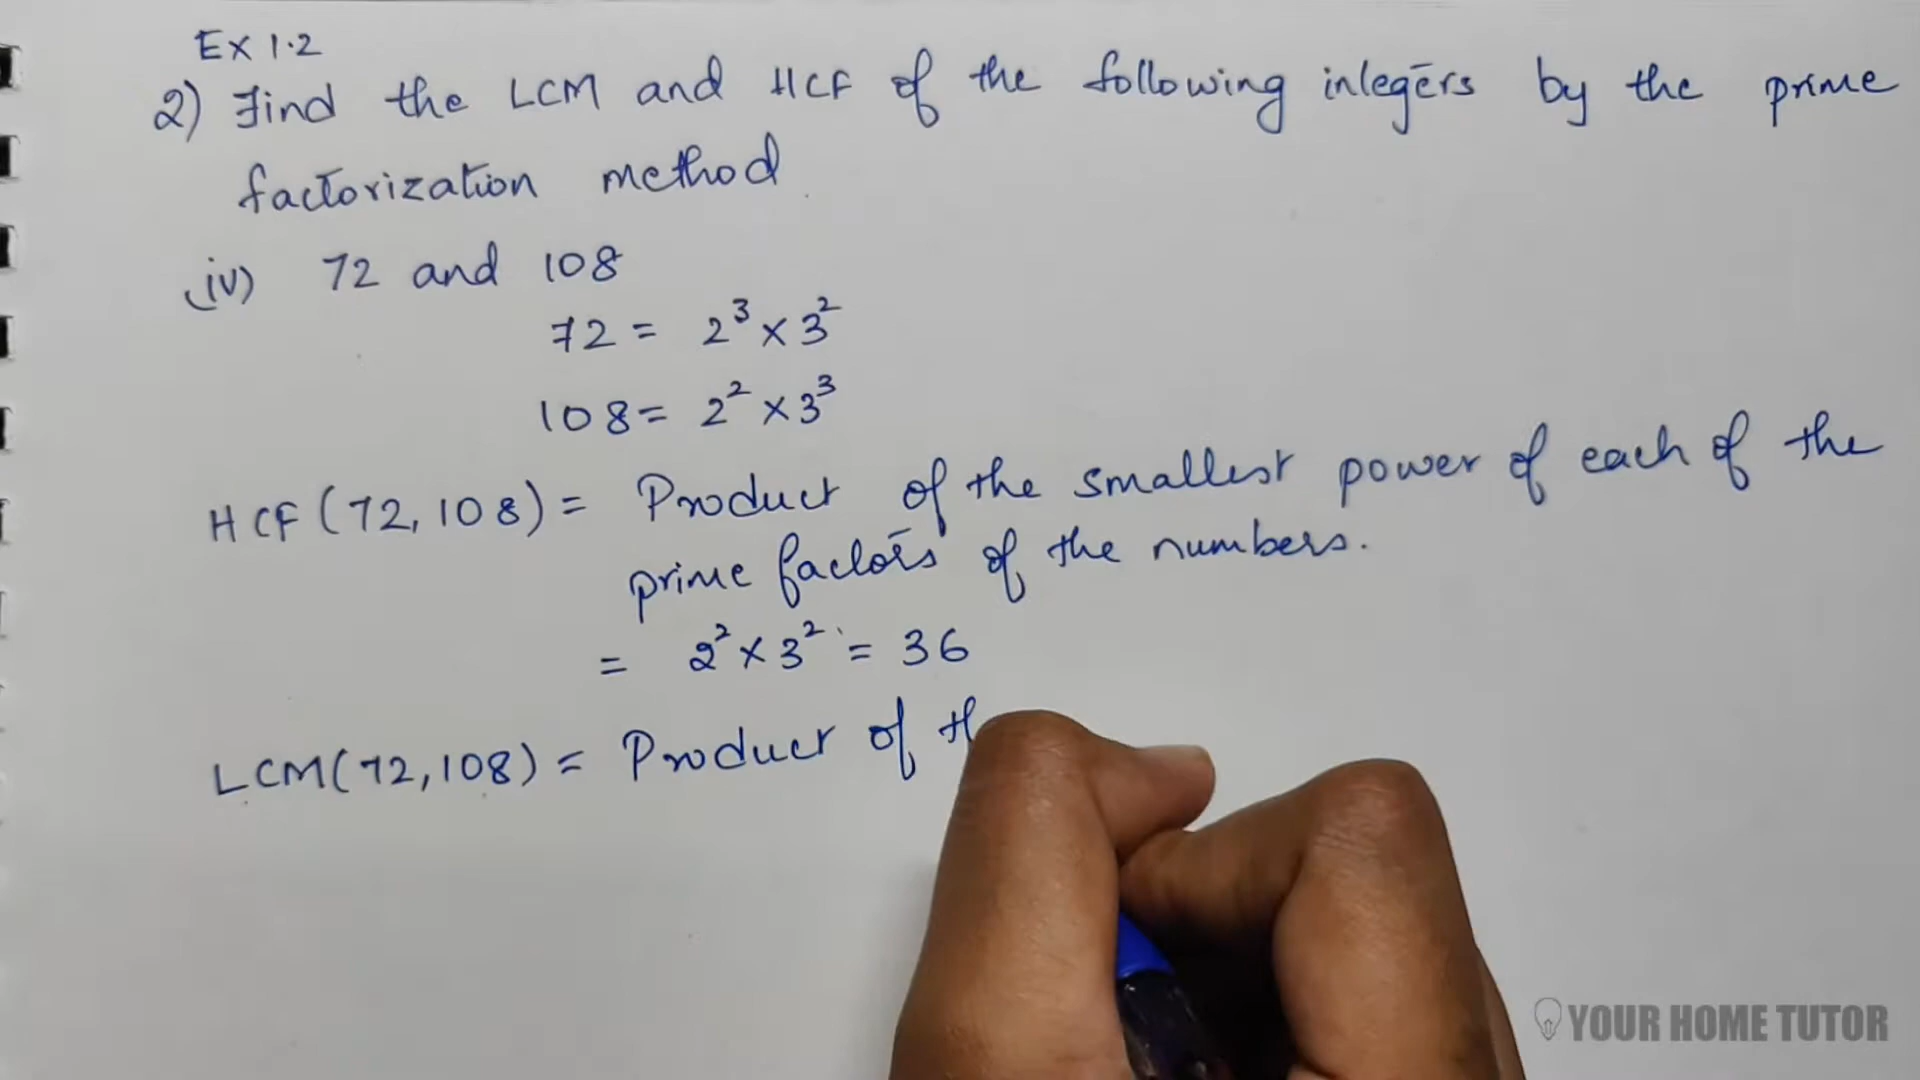 Ex 1.2
2) Find the LCM and HCF of the following integers by the prime
factorization method
(iv) 72 and 108
72 = 2³ × 3²
108 = 2² × 3³
HCF (72, 108) = Product of the smallest power of each of the
prime factors of the numbers.
= 2² × 3² = 36
LCM (72, 108) = Product of
YOUR HOME TUTOR